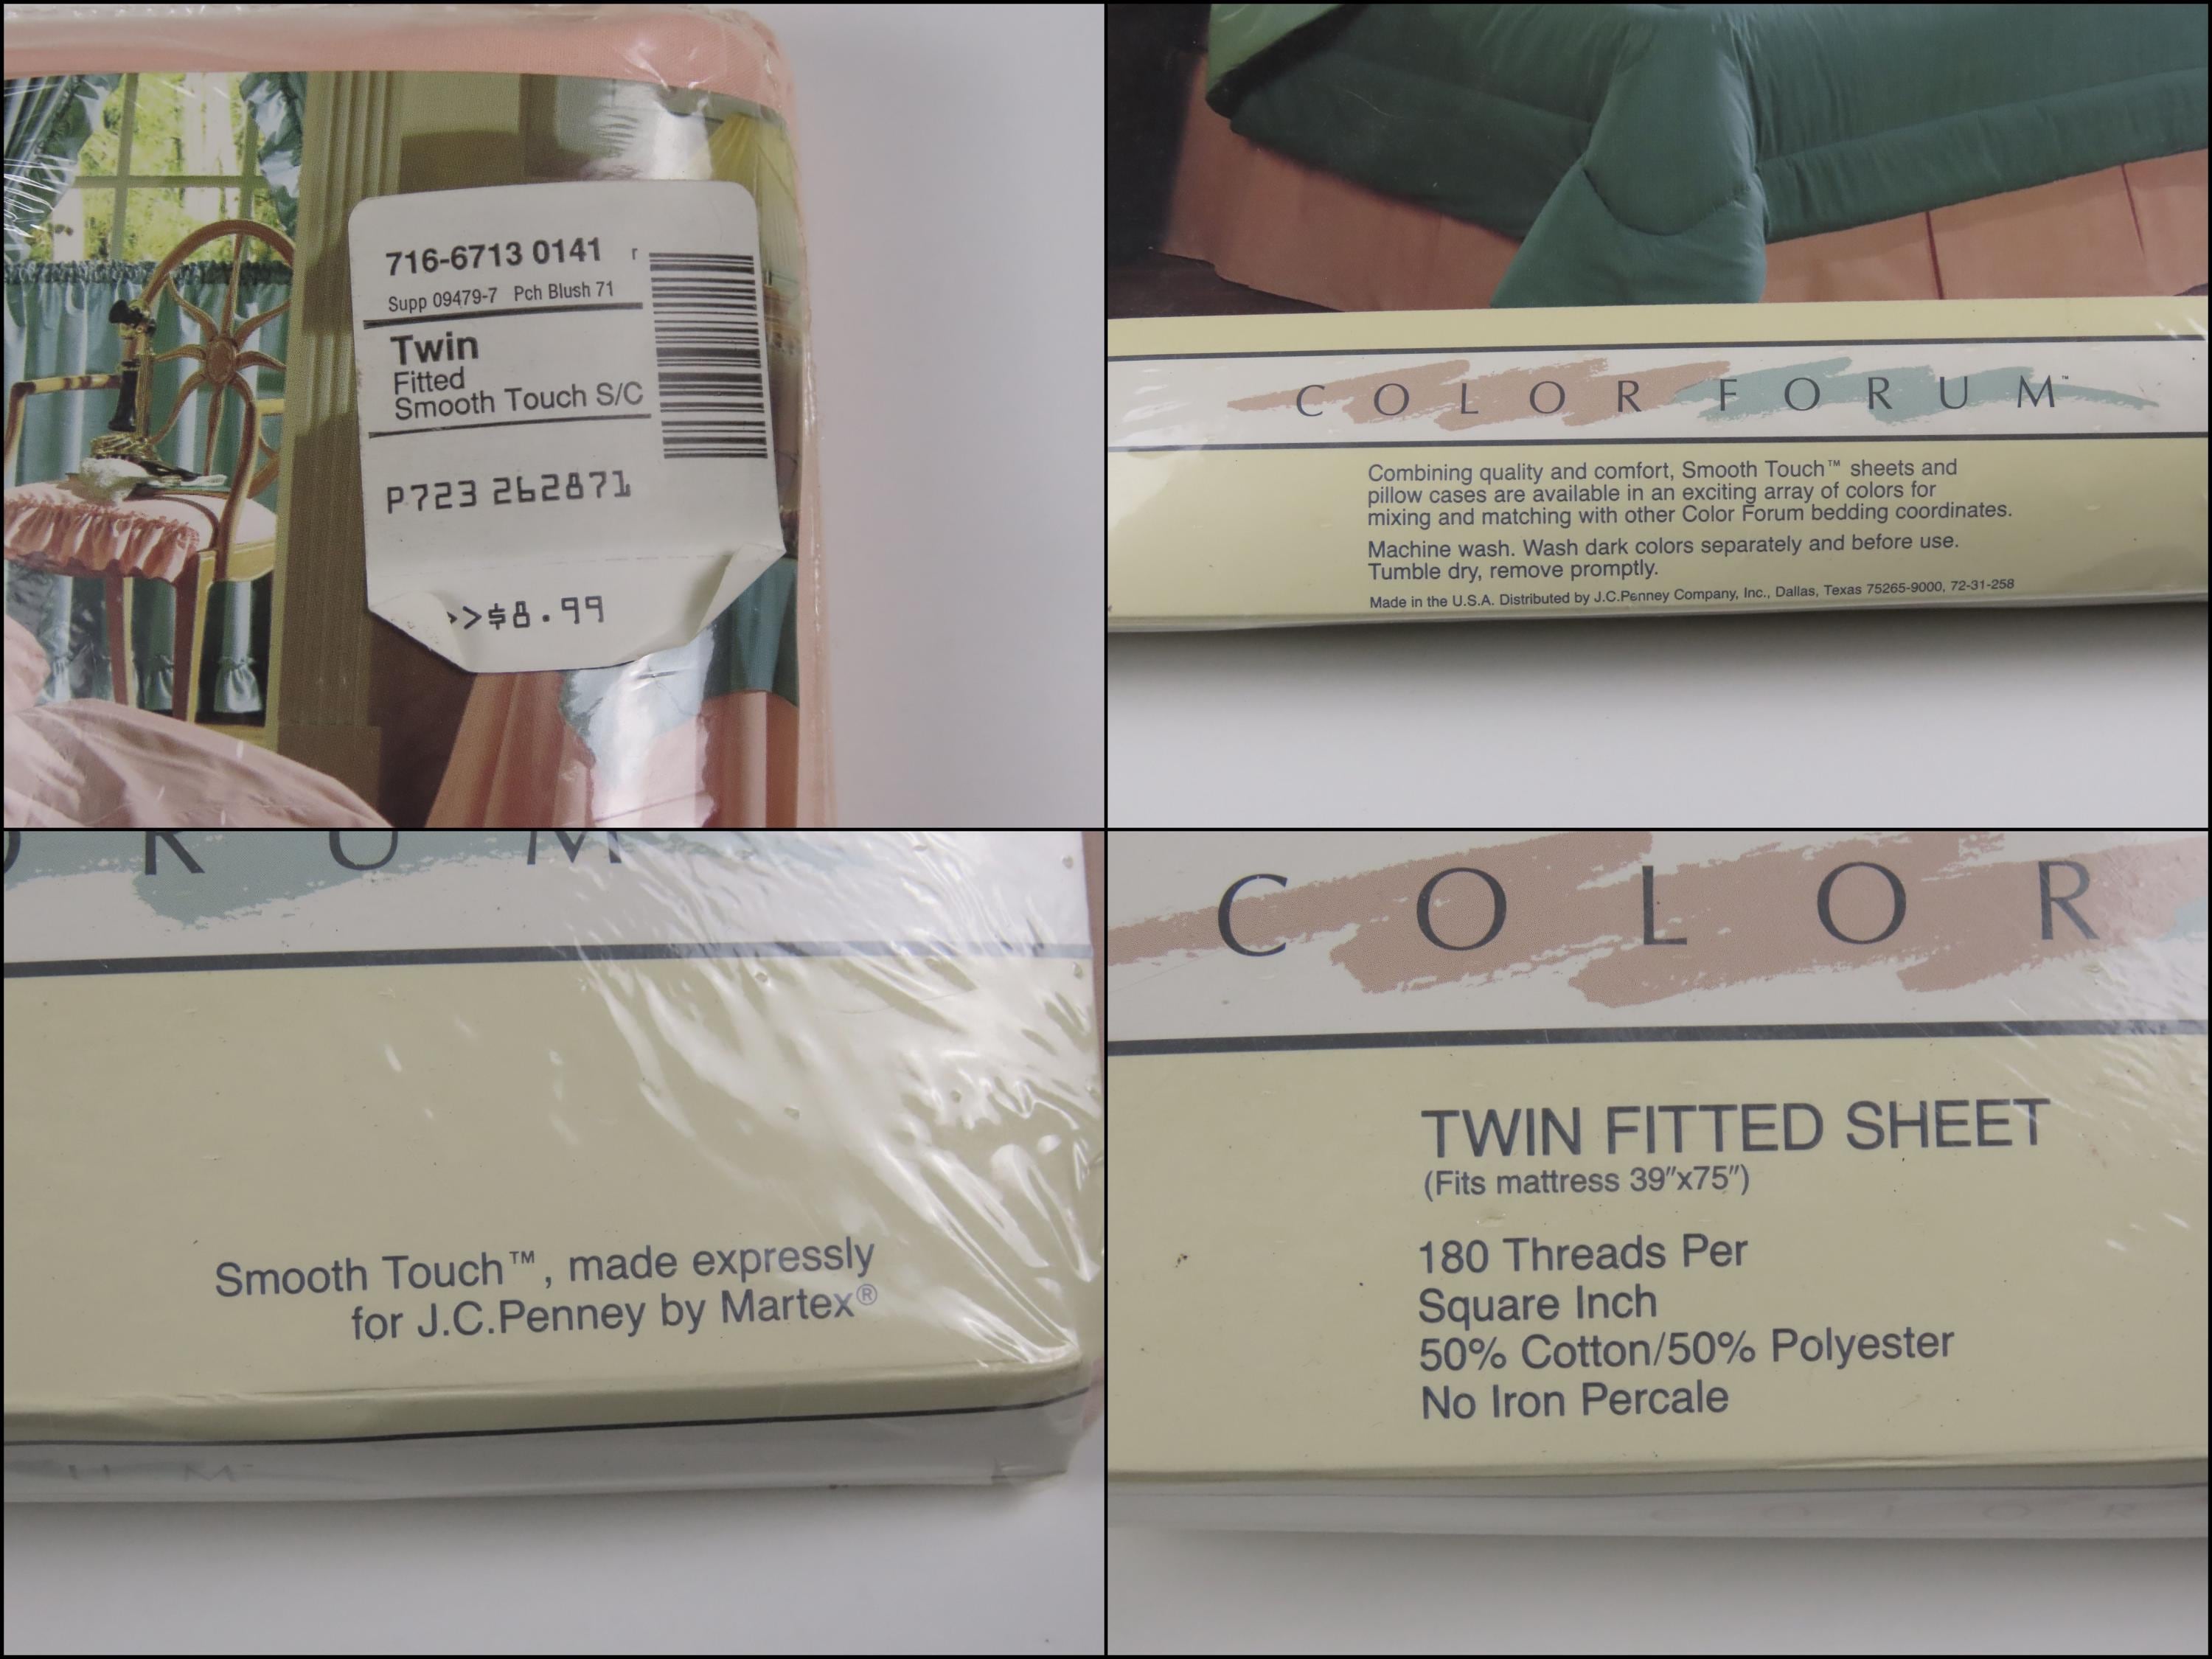 716-6713 0141 r
Supp 09479-7 Pch Blush 71
Twin
Fitted
Smooth Touch S/C
P723 262871
>>$8.99
COLOR FORUM™
Combining quality and comfort, Smooth Touch™ sheets and
pillow cases are available in an exciting array of colors for
mixing and matching with other Color Forum bedding coordinates.
Machine wash. Wash dark colors separately and before use.
Tumble dry, remove promptly.
Made in the U.S.A. Distributed by J.C.Penney Company, Inc., Dallas, Texas 75265-9000, 72-31-258
RUM
Smooth Touch™, made expressly
for J.C.Penney by Martex®
UM
COLOR
TWIN FITTED SHEET
(Fits mattress 39"x75")
180 Threads Per
Square Inch
50% Cotton/50% Polyester
No Iron Percale
COLOR